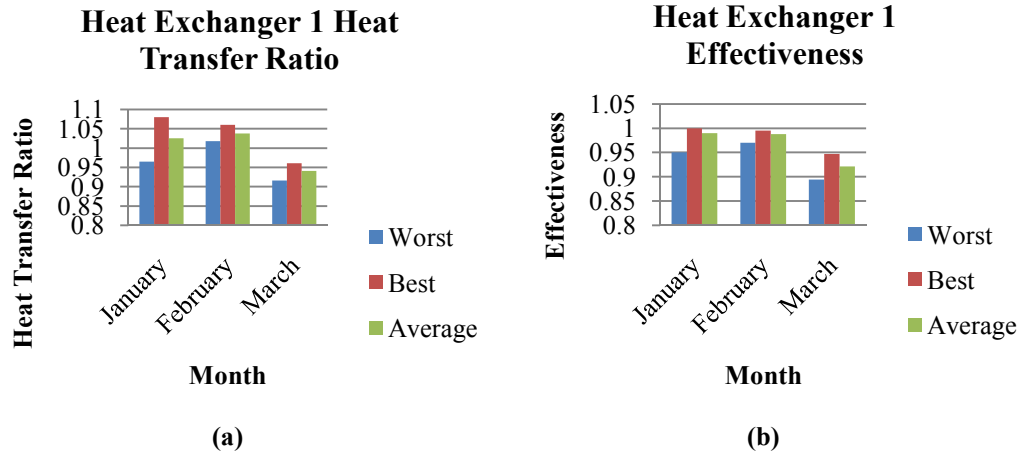 Heat Exchanger 1 Heat
Transfer Ratio
Heat Transfer Ratio
1.1
1.05
1
0.95
0.9
0.85
0.8
January
February
March
Worst
Best
Average
Month
(a)
Heat Exchanger 1
Effectiveness
Effectiveness
1.05
1
0.95
0.9
0.85
0.8
January
February
March
Worst
Best
Average
Month
(b)